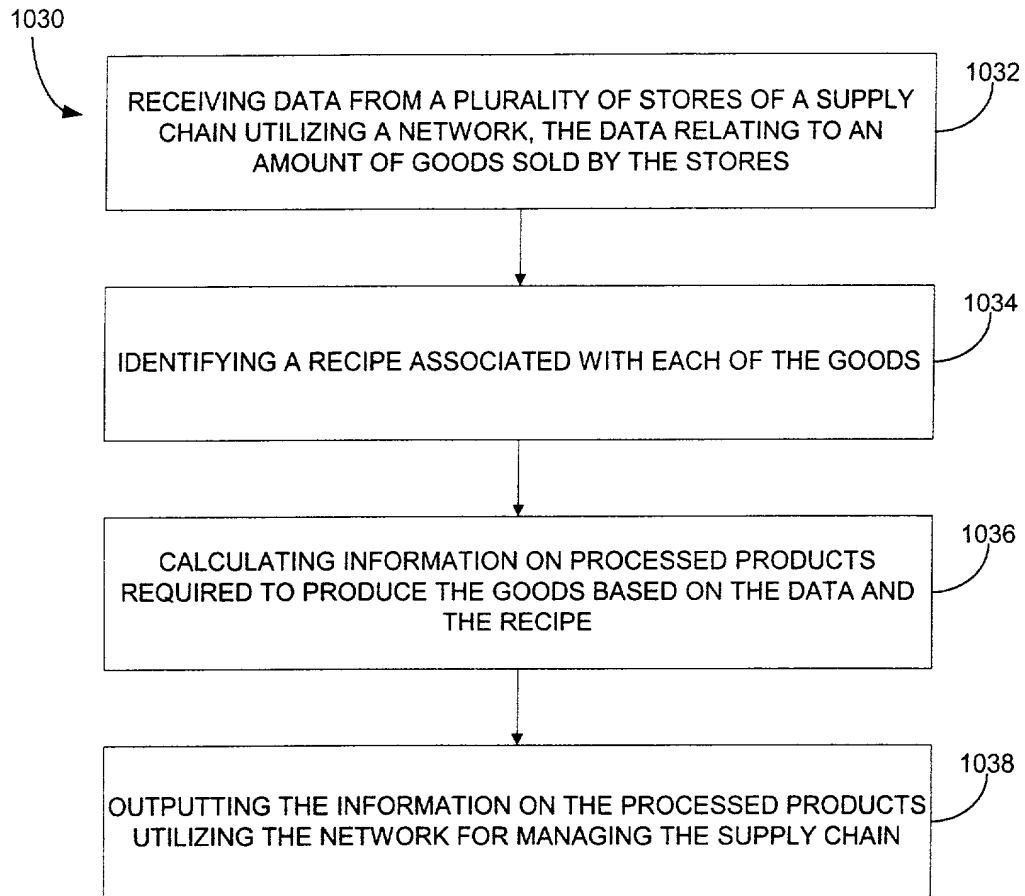 1030
1032
RECEIVING DATA FROM A PLURALITY OF STORES OF A SUPPLY
CHAIN UTILIZING A NETWORK, THE DATA RELATING TO AN
AMOUNT OF GOODS SOLD BY THE STORES
1034
IDENTIFYING A RECIPE ASSOCIATED WITH EACH OF THE GOODS
1036
CALCULATING INFORMATION ON PROCESSED PRODUCTS
REQUIRED TO PRODUCE THE GOODS BASED ON THE DATA AND
THE RECIPE
1038
OUTPUTTING THE INFORMATION ON THE PROCESSED PRODUCTS
UTILIZING THE NETWORK FOR MANAGING THE SUPPLY CHAIN